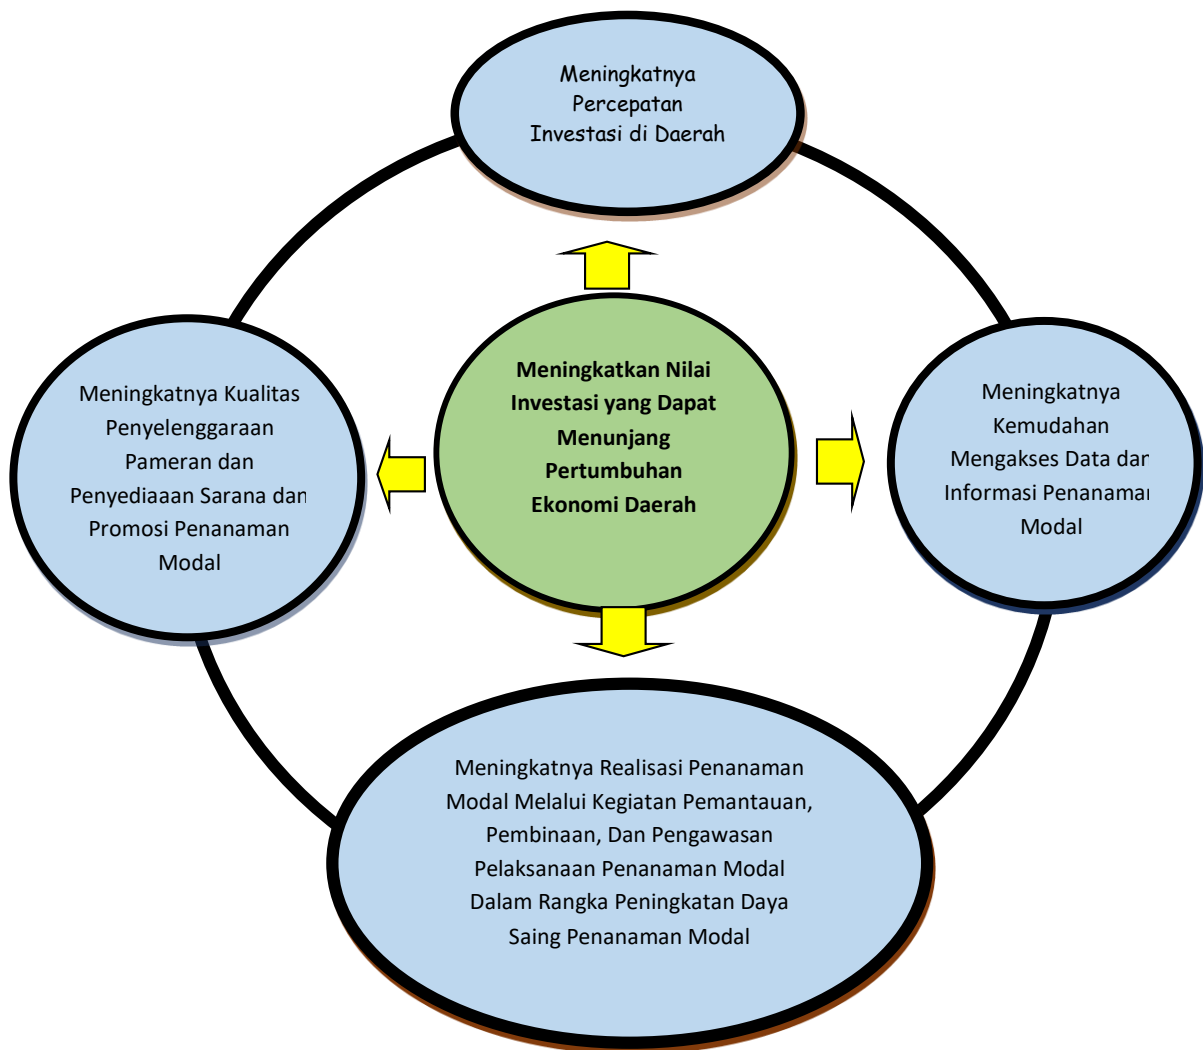 Meningkatnya
Percepatan
Investasi di Daerah
Meningkatnya Kualitas
Penyelenggaraan
Pameran dan
Penyediaaan Sarana dan
Promosi Penanaman
Modal
Meningkatkan Nilai
Investasi yang Dapat
Menunjang
Pertumbuhan
Ekonomi Daerah
Meningkatnya
Kemudahan
Mengakses Data dan
Informasi Penanaman
Modal
Meningkatnya Realisasi Penanaman
Modal Melalui Kegiatan Pemantauan,
Pembinaan, Dan Pengawasan
Pelaksanaan Penanaman Modal
Dalam Rangka Peningkatan Daya
Saing Penanaman Modal